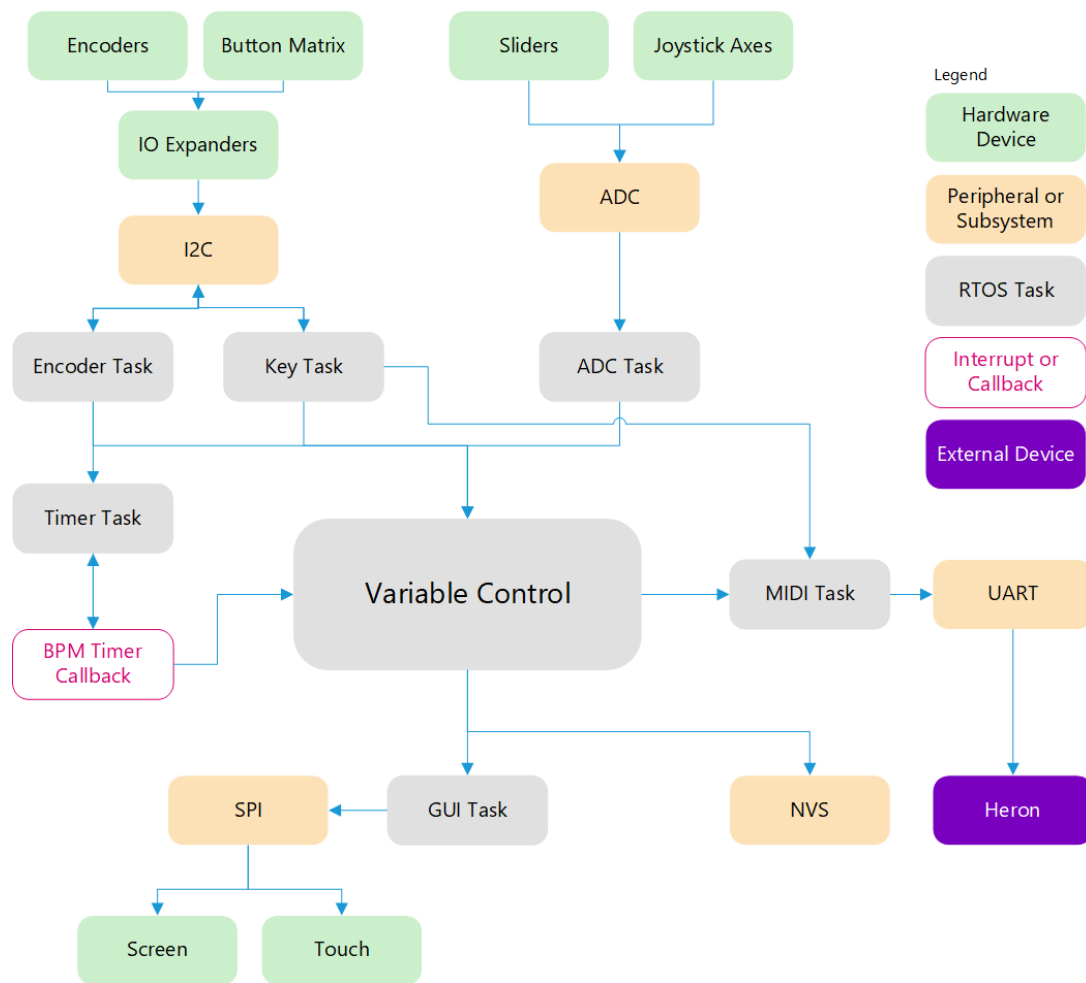 Encoders
Button Matrix
Sliders
Joystick Axes
Legend
Hardware
Device
IO Expanders
ADC
Peripheral or
Subsystem
I2C
RTOS Task
Encoder Task
Key Task
ADC Task
Interrupt or
Callback
External Device
Timer Task
Variable Control
MIDI Task
UART
BPM Timer
Callback
SPI
GUI Task
NVS
Heron
Screen
Touch